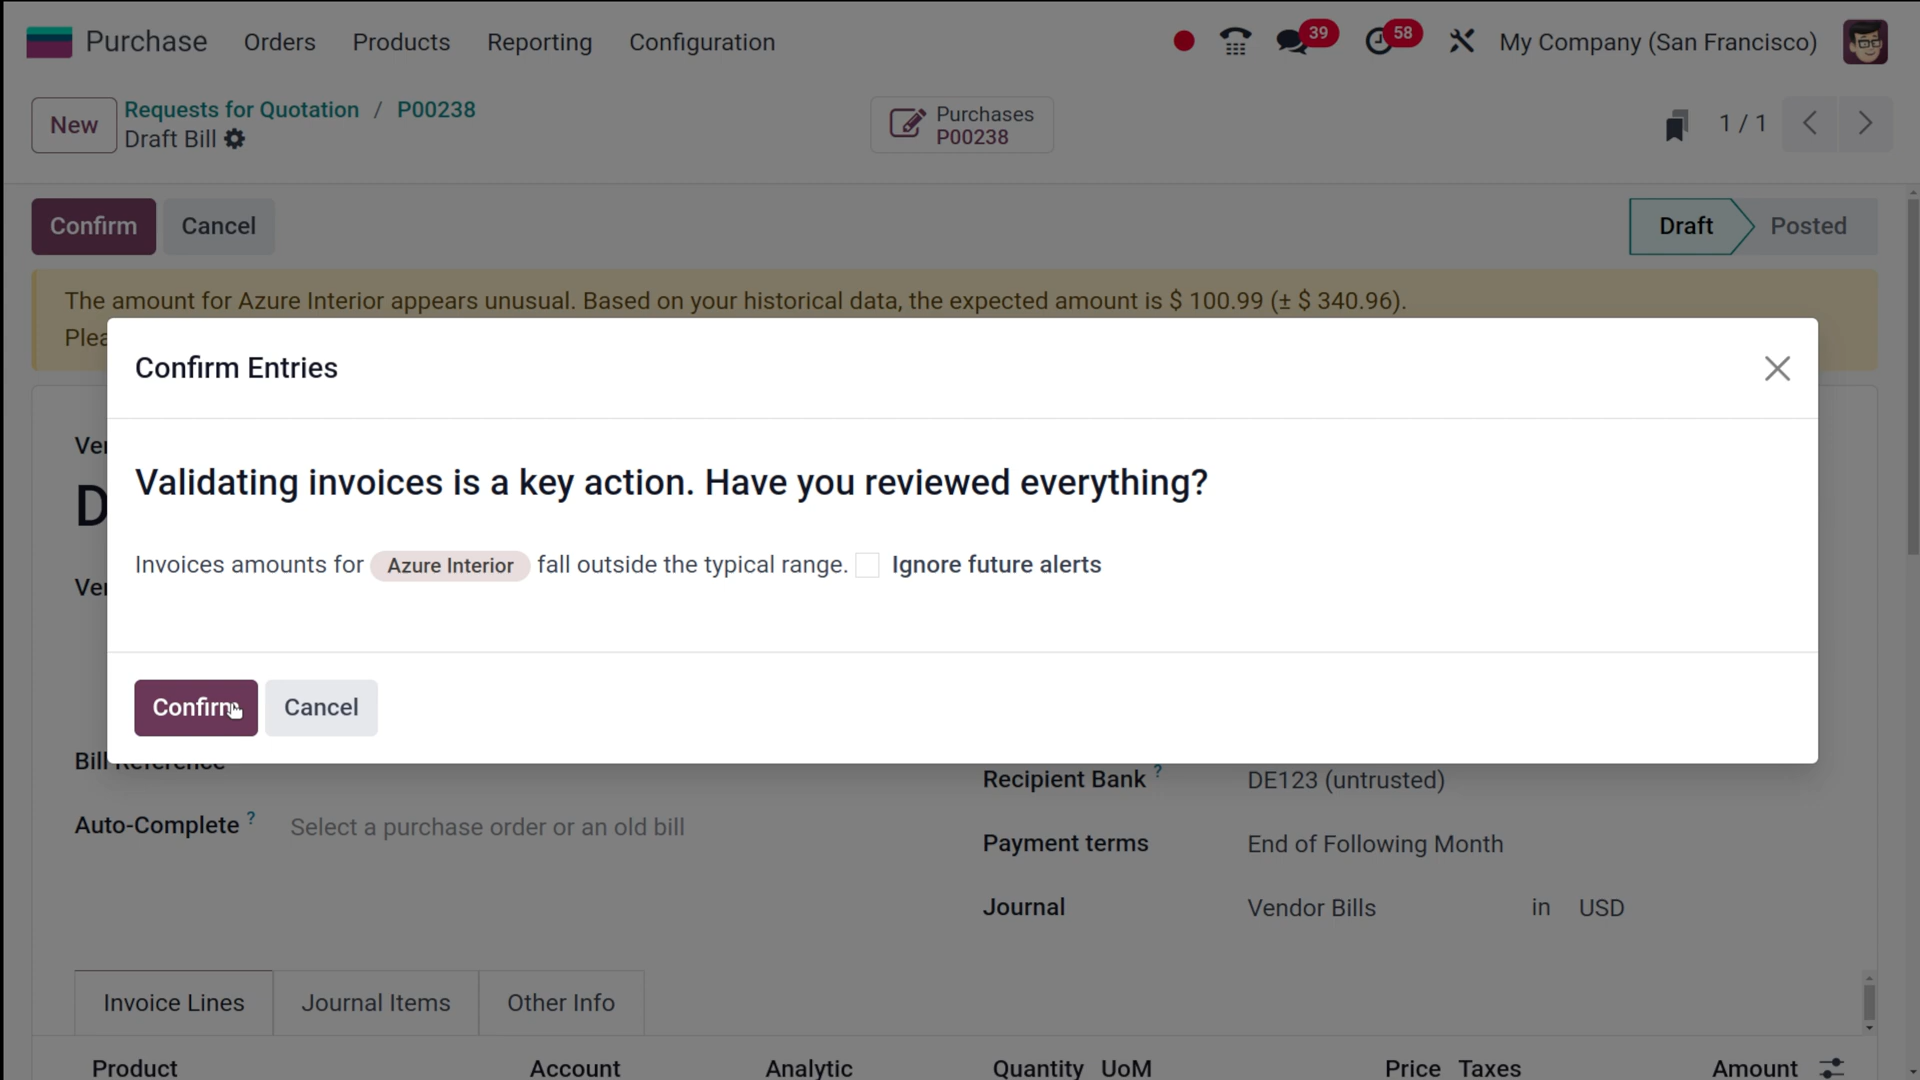 Purchase Orders Products Reporting Configuration 39 58 My Company (San Francisco)
New Requests for Quotation / P00238
Draft Bill
Purchases
P00238
1 / 1
Confirm Cancel Draft Posted
The amount for Azure Interior appears unusual. Based on your historical data, the expected amount is $ 100.99 (± $ 340.96).
Confirm Entries
Validating invoices is a key action. Have you reviewed everything?
Invoices amounts for Azure Interior fall outside the typical range. Ignore future alerts
Confirm Cancel
Bill Reference
Recipient Bank ? DE123 (untrusted)
Auto-Complete ? Select a purchase order or an old bill
Payment terms End of Following Month
Journal Vendor Bills in USD
Invoice Lines Journal Items Other Info
Product Account Analytic Quantity UoM Price Taxes Amount